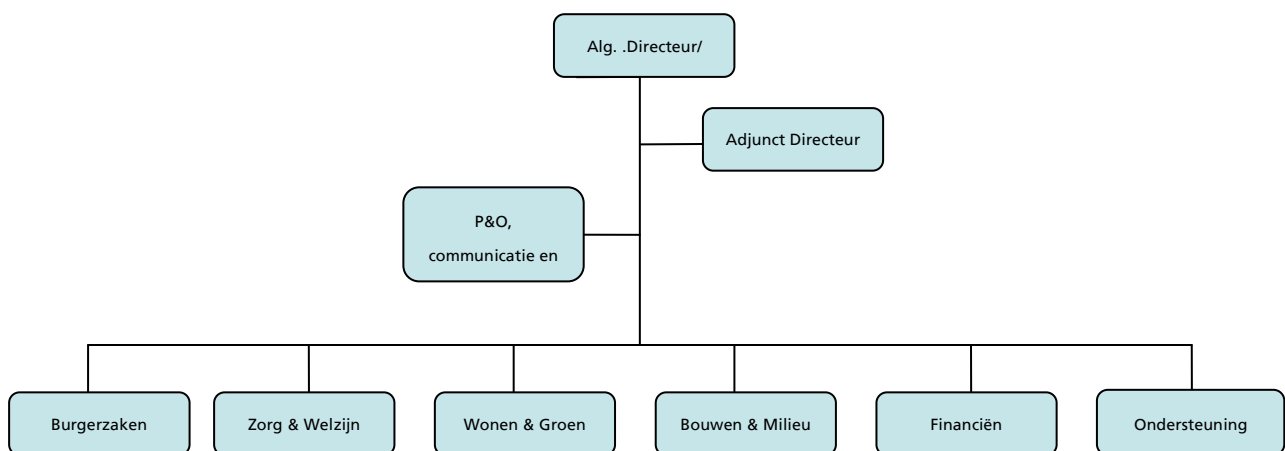 Alg. .Directeur/
Adjunct Directeur
P&O,
communicatie en
Burgerzaken
Zorg & Welzijn
Wonen & Groen
Bouwen & Milieu
Financiën
Ondersteuning